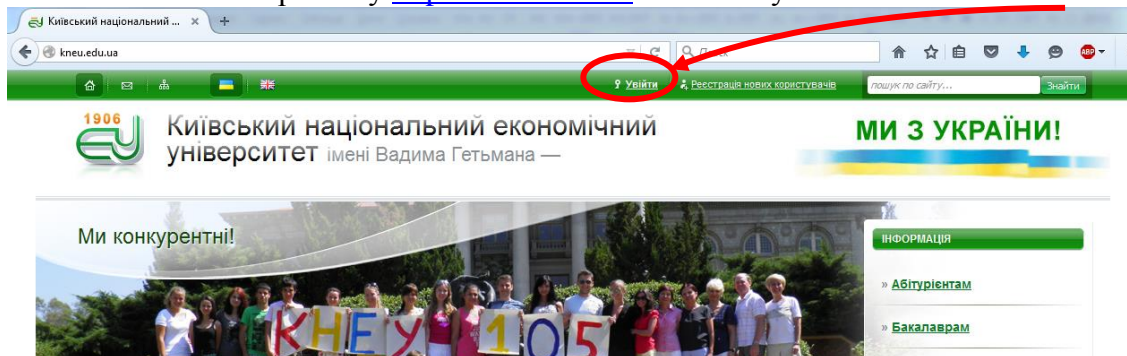 Київський національний ... × +
kneu.edu.ua
ABP
Увійти Реєстрація нових користувачів пошук по сайту... Знайти
1906
Київський національний економічний
університет імені Вадима Гетьмана —
МИ З УКРАЇНИ!
Ми конкурентні!
КНЕУ 105
ІНФОРМАЦІЯ
» Абітурієнтам
» Бакалаврам